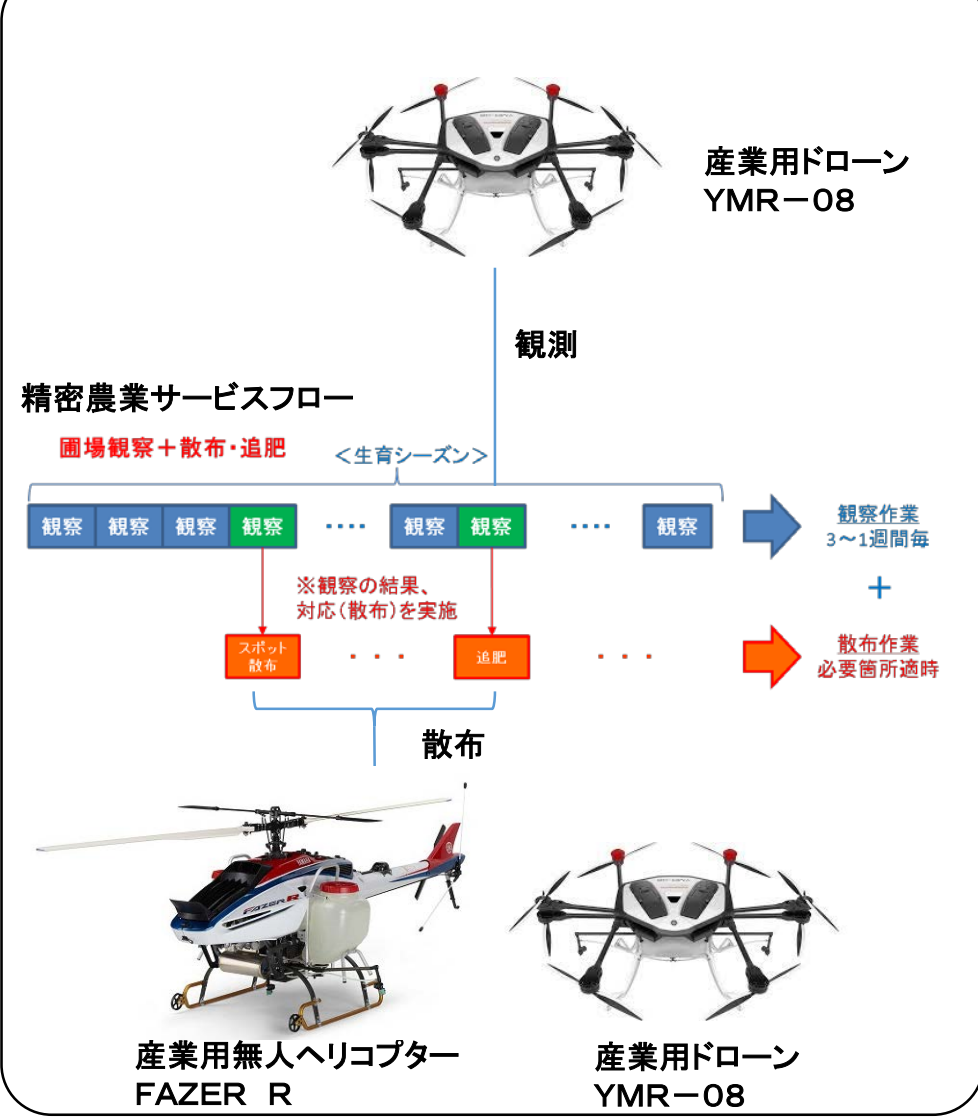 産業用ドローン
YMR－08
観測
精密農業サービスフロー
圃場観察＋散布・追肥
＜生育シーズン＞
観察 観察 観察 観察 ････ 観察 観察 ････ 観察
観察作業
3～1週間毎
＋
※観察の結果、
対応(散布)を実施
スポット
散布
・・・
追肥
・・・
散布作業
必要箇所適時
散布
FAZER R
産業用無人ヘリコプター
FAZER R
産業用ドローン
YMR－08